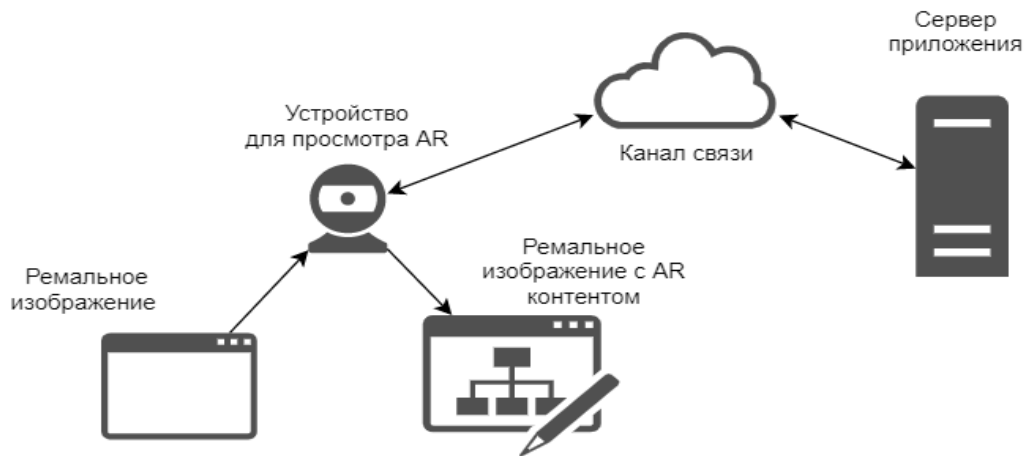 Сервер
приложения
Устройство
для просмотра AR
Канал связи
Ремальное
изображение
Ремальное
изображение с AR
контентом